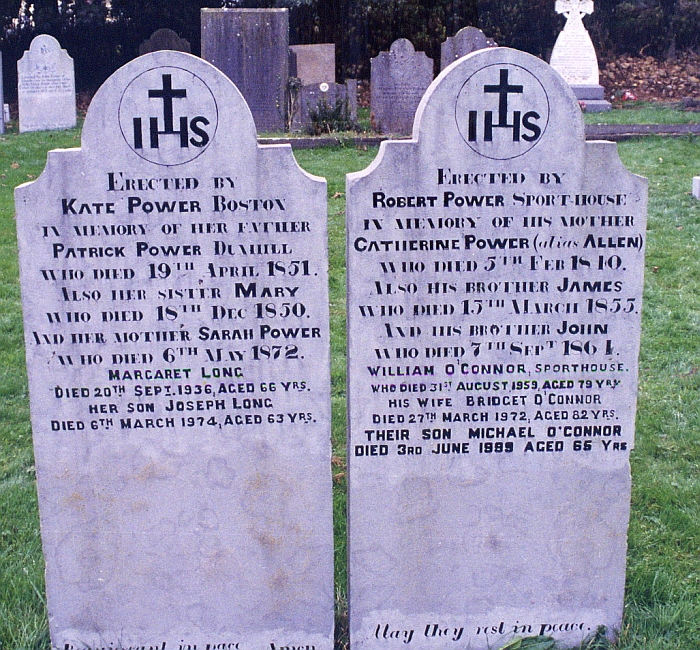 IHS
Erected by
Kate Power Boston
in memory of her father
Patrick Power Dunhill
who died 19th April 1851.
Also her sister Mary
who died 18th Dec 1850.
And her mother Sarah Power
who died 6th May 1872.
Margaret Long
Died 20th Sept. 1936, Aged 66 Yrs.
Her son Joseph Long
Died 6th March 1974, Aged 63 Yrs.
Requiescant in pace Amen
IHS
Erected by
Robert Power Sport-House
in memory of his mother
Catherine Power (alias Allen)
who died 5th Feb 1840.
Also his brother James
who died 15th March 1855.
And his brother John
who died 7th Sept 1864.
William O'Connor, Sporthouse.
who died 31st August 1959, Aged 79 Yrs
His wife Bridget O'Connor
Died 27th March 1972, Aged 82 Yrs.
Their son Michael O'Connor
Died 3rd June 1989 Aged 65 Yrs
May they rest in peace.